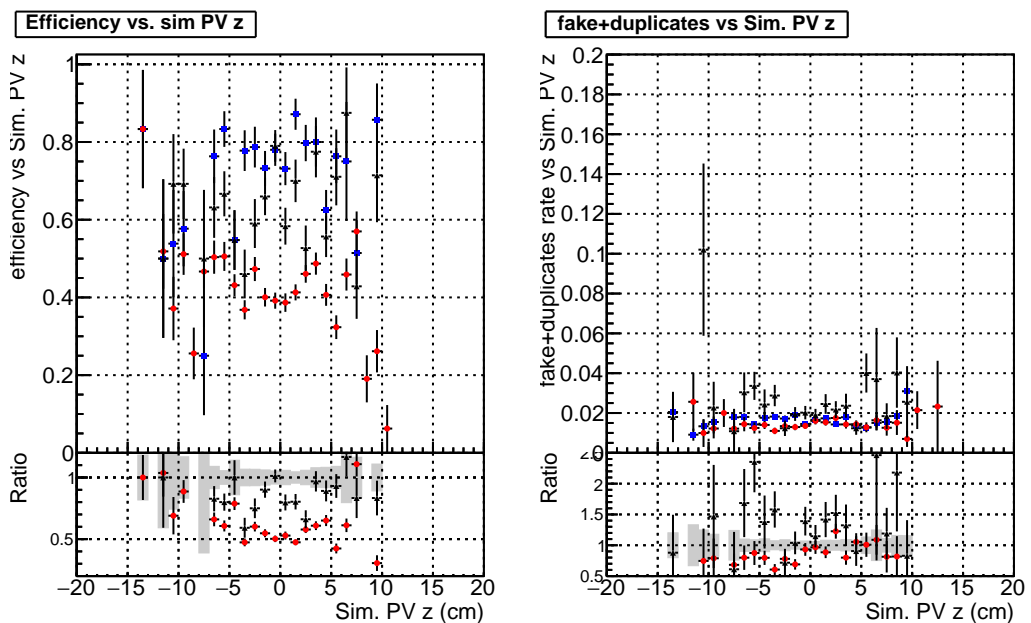 Efficiency vs. sim PV z
efficiency vs Sim. PV z
1
0.8
0.6
0.4
0.2
0
Ratio
1
0.5
−20 −15 −10 −5 0 5 10 15 20
Sim. PV z (cm)
fake+duplicates vs Sim. PV z
fake+duplicates rate vs Sim. PV z
0.2
0.18
0.16
0.14
0.12
0.1
0.08
0.06
0.04
0.02
0
Ratio
2.5
2
1.5
1
0.5
−20 −15 −10 −5 0 5 10 15 20
Sim. PV z (cm)